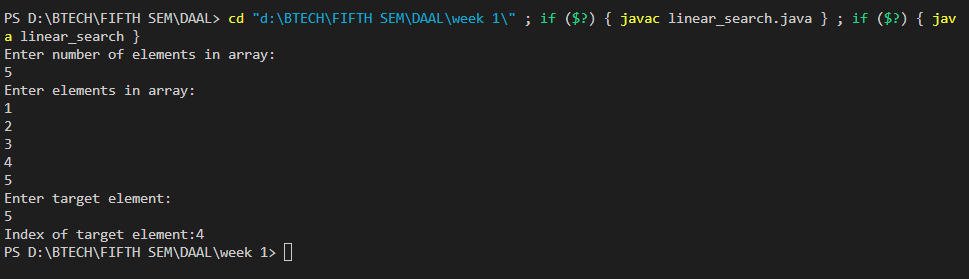 PS D:\BTECH\FIFTH SEM\DAAL> cd "d:\BTECH\FIFTH SEM\DAAL\week 1\" ; if ($?) { javac linear_search.java } ; if ($?) { jav
a linear_search }
Enter number of elements in array:
5
Enter elements in array:
1
2
3
4
5
Enter target element:
5
Index of target element:4
PS D:\BTECH\FIFTH SEM\DAAL\week 1>